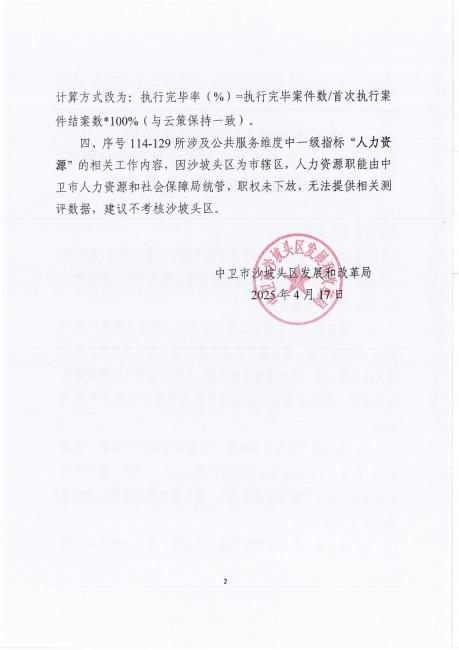 计算方式改为：执行完毕率（%）=执行完毕案件数/首次执行案
件结案数*100%（与云策保持一致）。
四、序号 114-129 所涉及公共服务维度中一级指标“人力资
源”的相关工作内容，因沙坡头区为市辖区，人力资源职能由中
卫市人力资源和社会保障局统管，职权未下放，无法提供相关测
评数据，建议不考核沙坡头区。
中卫市沙坡头区发展和改革局
中卫市沙坡头区发展和改革局
2025 年 4 月 17 日
2